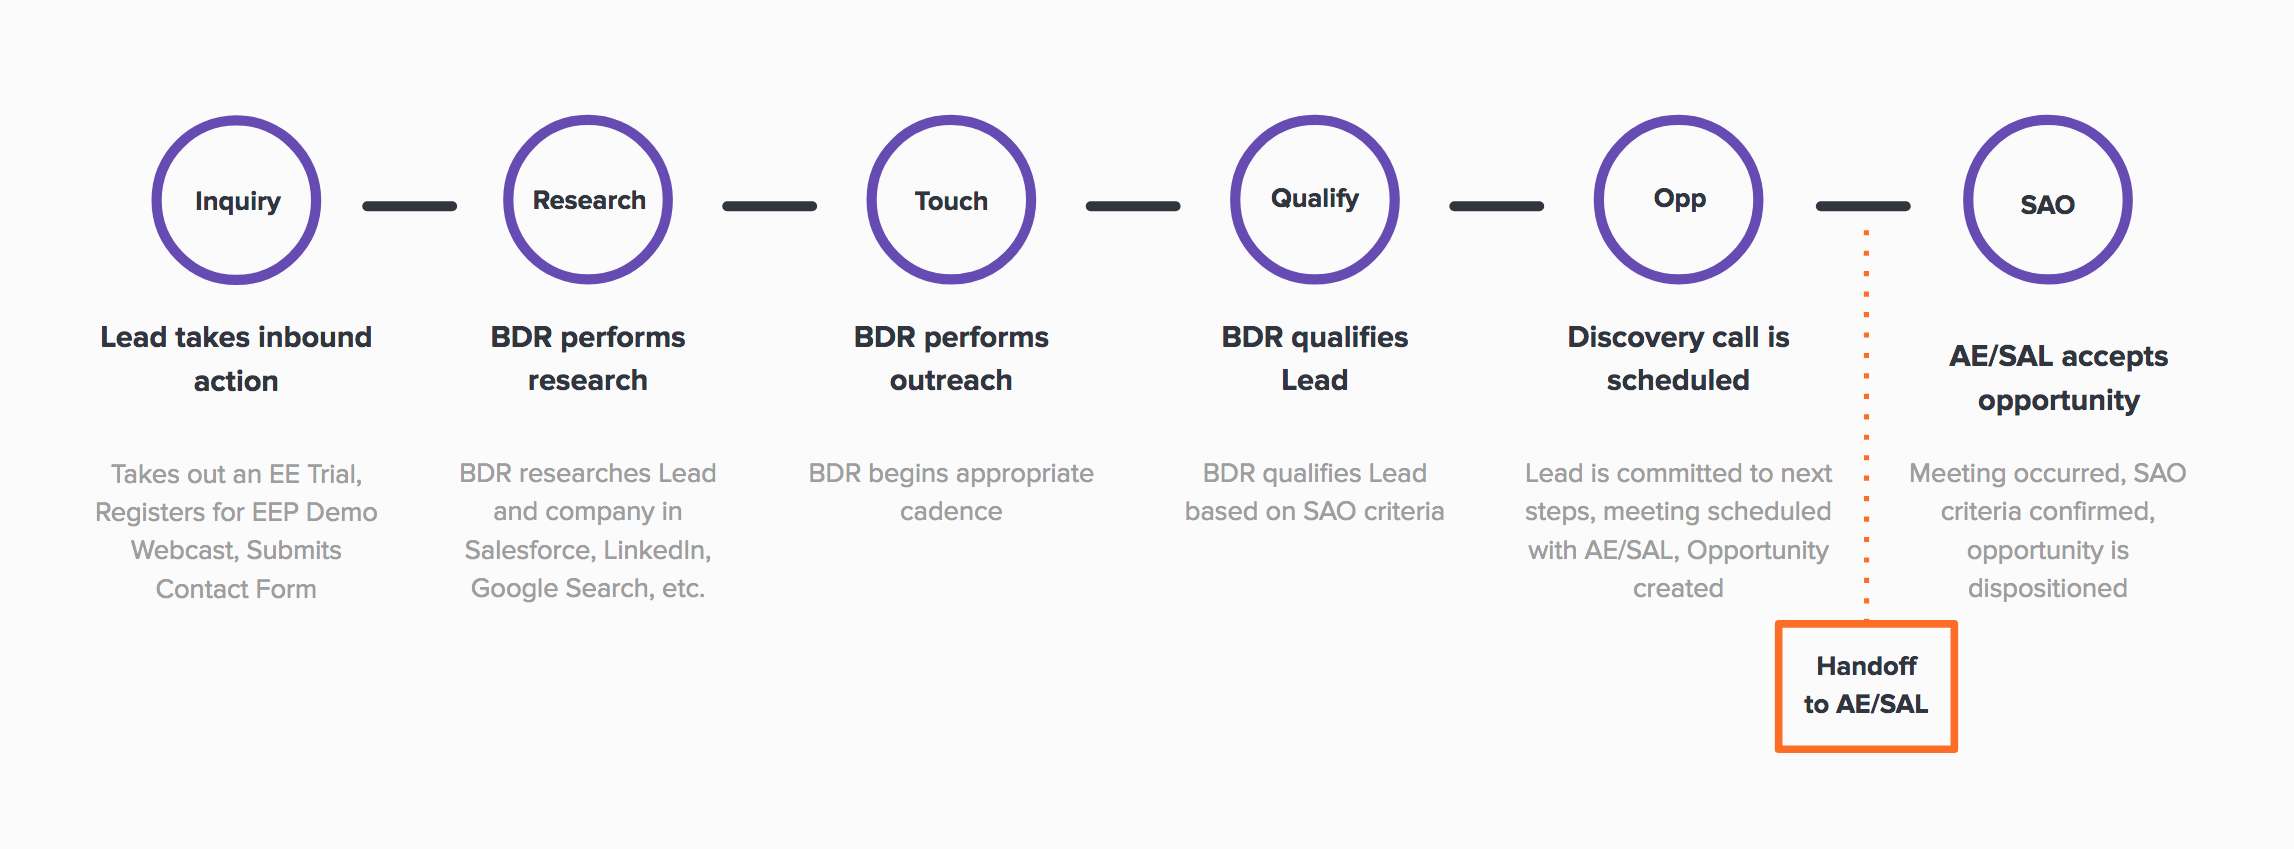 Inquiry
Research
Touch
Qualify
Opp
SAO
Lead takes inbound
action
BDR performs
research
BDR performs
outreach
BDR qualifies
Lead
Discovery call is
scheduled
AE/SAL accepts
opportunity
Takes out an EE Trial,
Registers for EEP Demo
Webcast, Submits
Contact Form
BDR researches Lead
and company in
Salesforce, LinkedIn,
Google Search, etc.
BDR begins appropriate
cadence
BDR qualifies Lead
based on SAO criteria
Lead is committed to next
steps, meeting scheduled
with AE/SAL, Opportunity
created
Meeting occurred, SAO
criteria confirmed,
opportunity is
dispositioned
Handoff
to AE/SAL